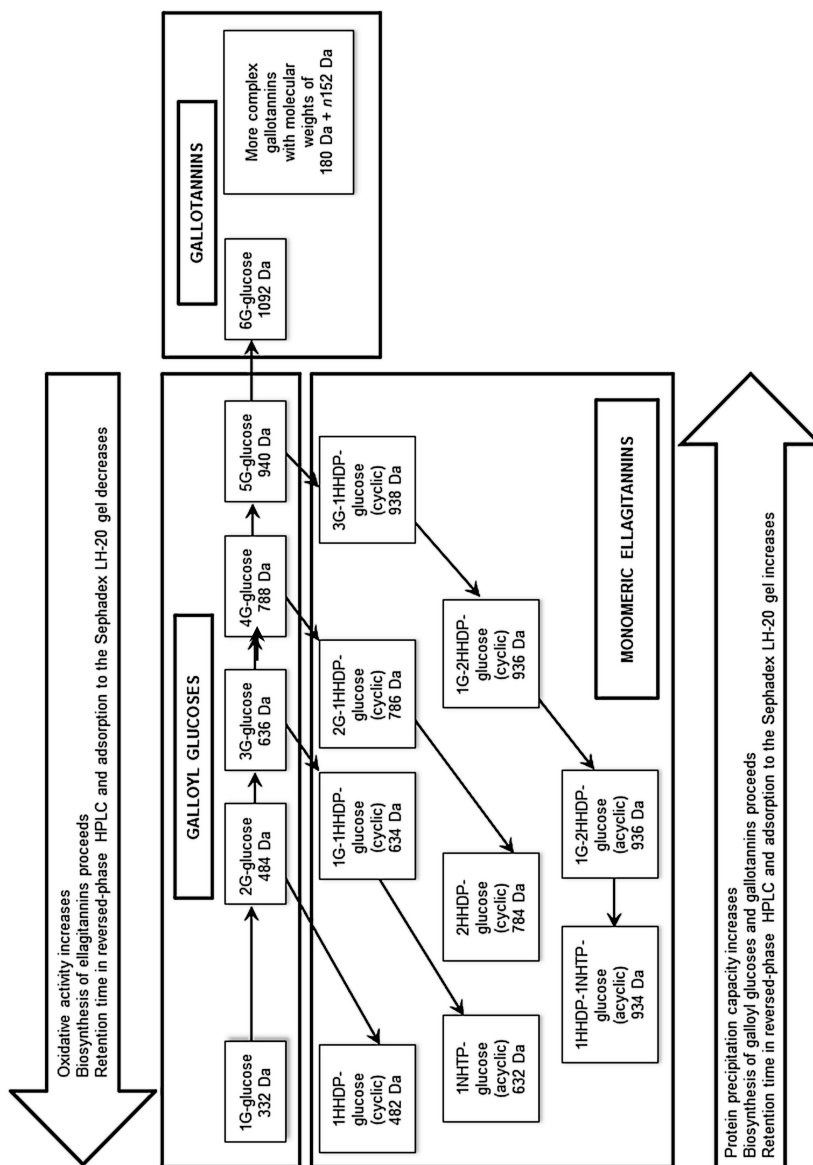 Oxidative activity increases
Biosynthesis of ellagitannins proceeds
Retention time in reversed-phase HPLC and adsorption to the Sephadex LH-20 gel decreases
GALLOYL GLUCOSES
1G-glucose
332 Da
2G-glucose
484 Da
3G-glucose
636 Da
4G-glucose
788 Da
5G-glucose
940 Da
GALLOTANNINS
6G-glucose
1092 Da
More complex
gallotannins
with molecular
weights of
180 Da + n152 Da
1HHDP-
glucose
(cyclic)
482 Da
1G-1HHDP-
glucose
(cyclic)
634 Da
2G-1HHDP-
glucose
(cyclic)
786 Da
3G-1HHDP-
glucose
(cyclic)
938 Da
1NHTP-
glucose
(acyclic)
632 Da
2HHDP-
glucose
(cyclic)
784 Da
1G-2HHDP-
glucose
(cyclic)
936 Da
1HHDP-1NHTP-
glucose
(acyclic)
934 Da
1G-2HHDP-
glucose
(acyclic)
936 Da
MONOMERIC ELLAGITANNINS
Protein precipitation capacity increases
Biosynthesis of galloyl glucoses and gallotannins proceeds
Retention time in reversed-phase HPLC and adsorption to the Sephadex LH-20 gel increases